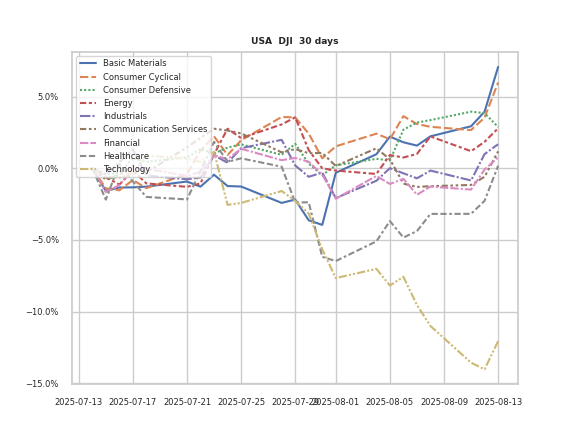 USA DJI 30 days
Basic Materials
Consumer Cyclical
Consumer Defensive
Energy
Industrials
Communication Services
Financial
Healthcare
Technology
5.0%
0.0%
−5.0%
−10.0%
−15.0%
2025-07-13 2025-07-17 2025-07-21 2025-07-25 2025-07-29 2025-08-01 2025-08-05 2025-08-09 2025-08-13